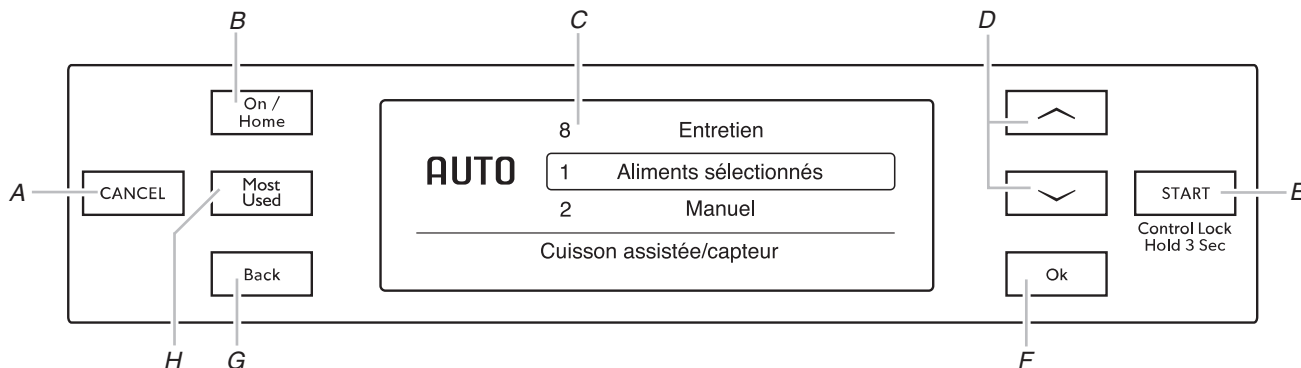 B
C
D
On /
Home
8 Entretien
AUTO
1 Aliments sélectionnés
A
CANCEL
Most
Used
START
E
2 Manuel
Control Lock
Hold 3 Sec
Cuisson assistée/capteur
Back
Ok
H
G
F